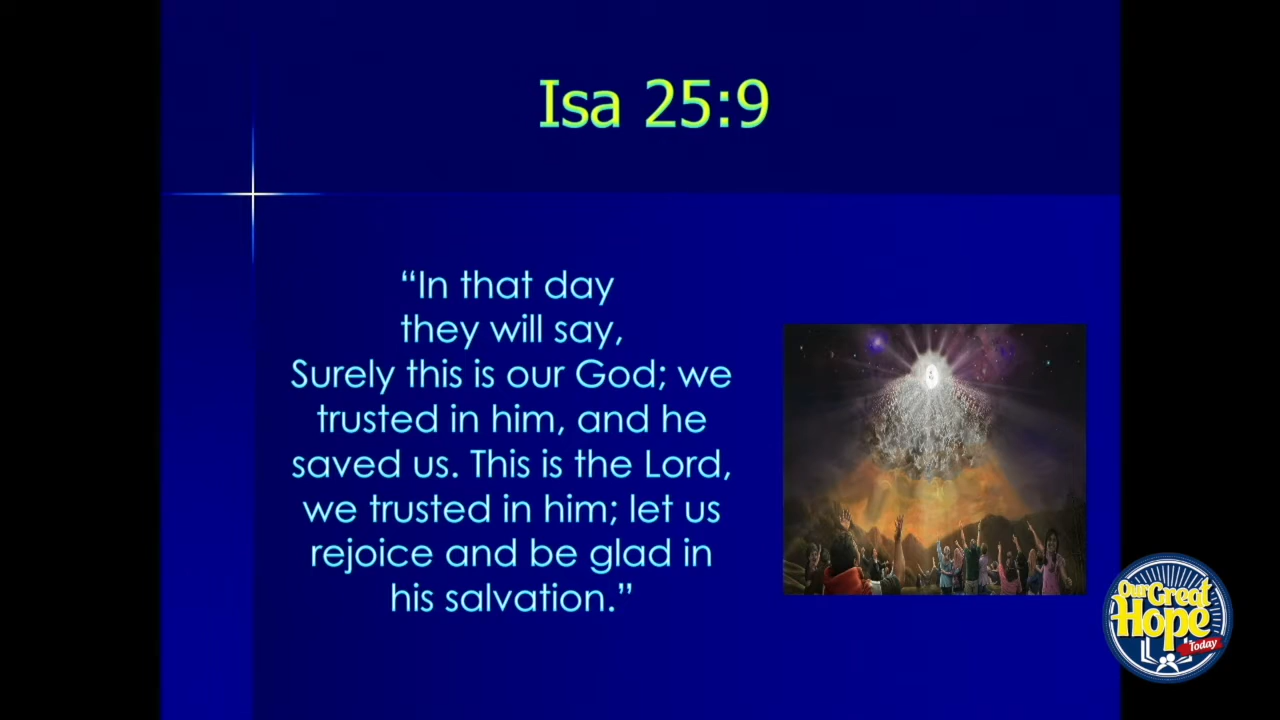 Isa 25:9
“In that day
they will say,
Surely this is our God; we
trusted in him, and he
saved us. This is the Lord,
we trusted in him; let us
rejoice and be glad in
his salvation.”
Our Great
Hope
Today